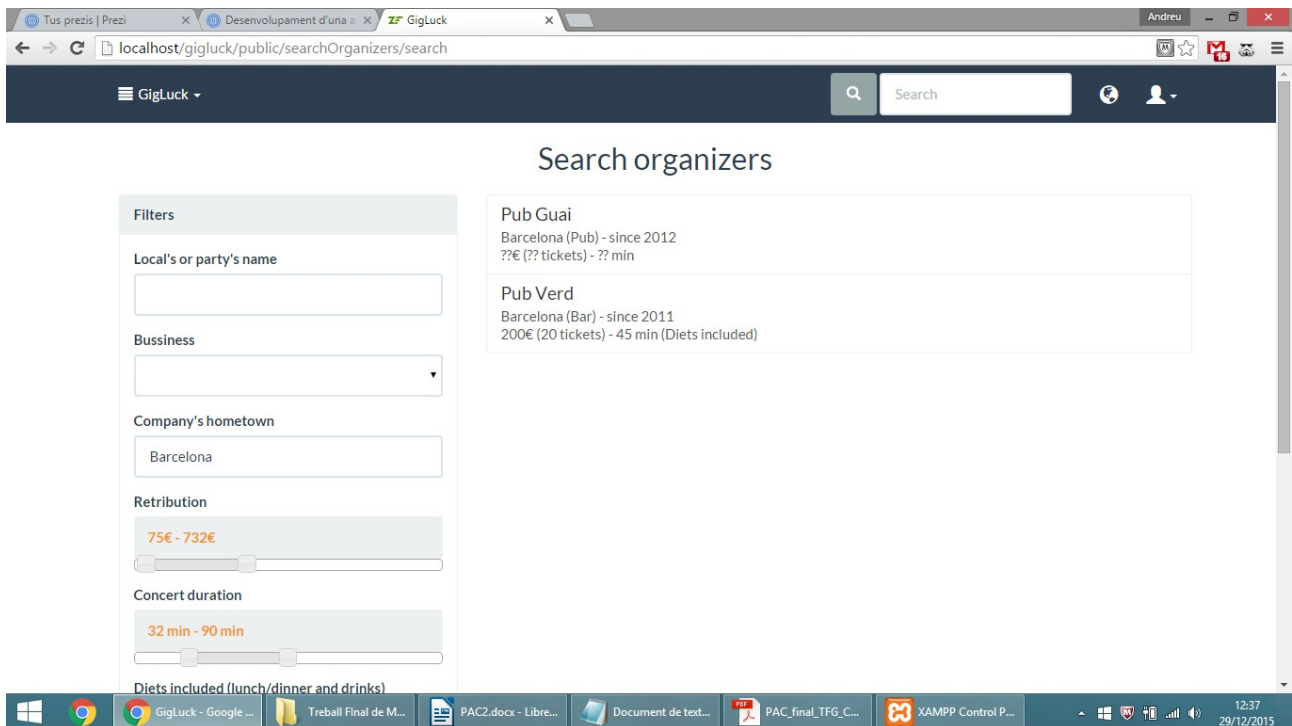 Tus prezis | Prezi
Desenvolupament d'una a
GigLuck
Andreu
localhost/gigluck/public/searchOrganizers/search
16
GigLuck
Search
Search organizers
Filters
Local's or party's name
Bussiness
Company's hometown
Barcelona
Retribution
75€ - 732€
Concert duration
32 min - 90 min
Diets included (lunch/dinner and drinks)
Pub Guai
Barcelona (Pub) - since 2012
??€ (?? tickets) - ?? min
Pub Verd
Barcelona (Bar) - since 2011
200€ (20 tickets) - 45 min (Diets included)
GigLuck - Google ...
Treball FInal de M...
PAC2.docx - Libre...
Document de text...
PDF
PAC_final_TFG_C...
XAMPP Control P...
12:37
29/12/2015